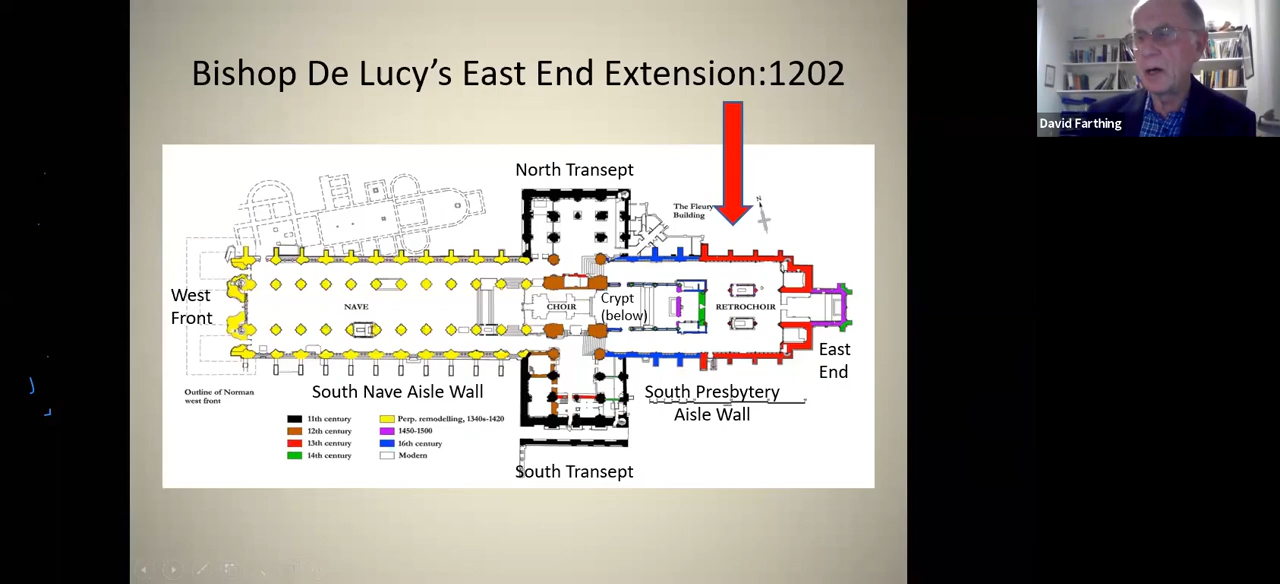 Bishop De Lucy’s East End Extension:1202
David Farthing
North Transept
The Fleury
Building
N
West
Front
NAVE
CHOIR
Crypt
(below)
RETROCHOIR
East
End
Outline of Norman
west front
South Nave Aisle Wall
South Presbytery
Aisle Wall
11th century
12th century
13th century
14th century
Perp. remodelling, 1340s-1420
1450-1500
16th century
Modern
South Transept